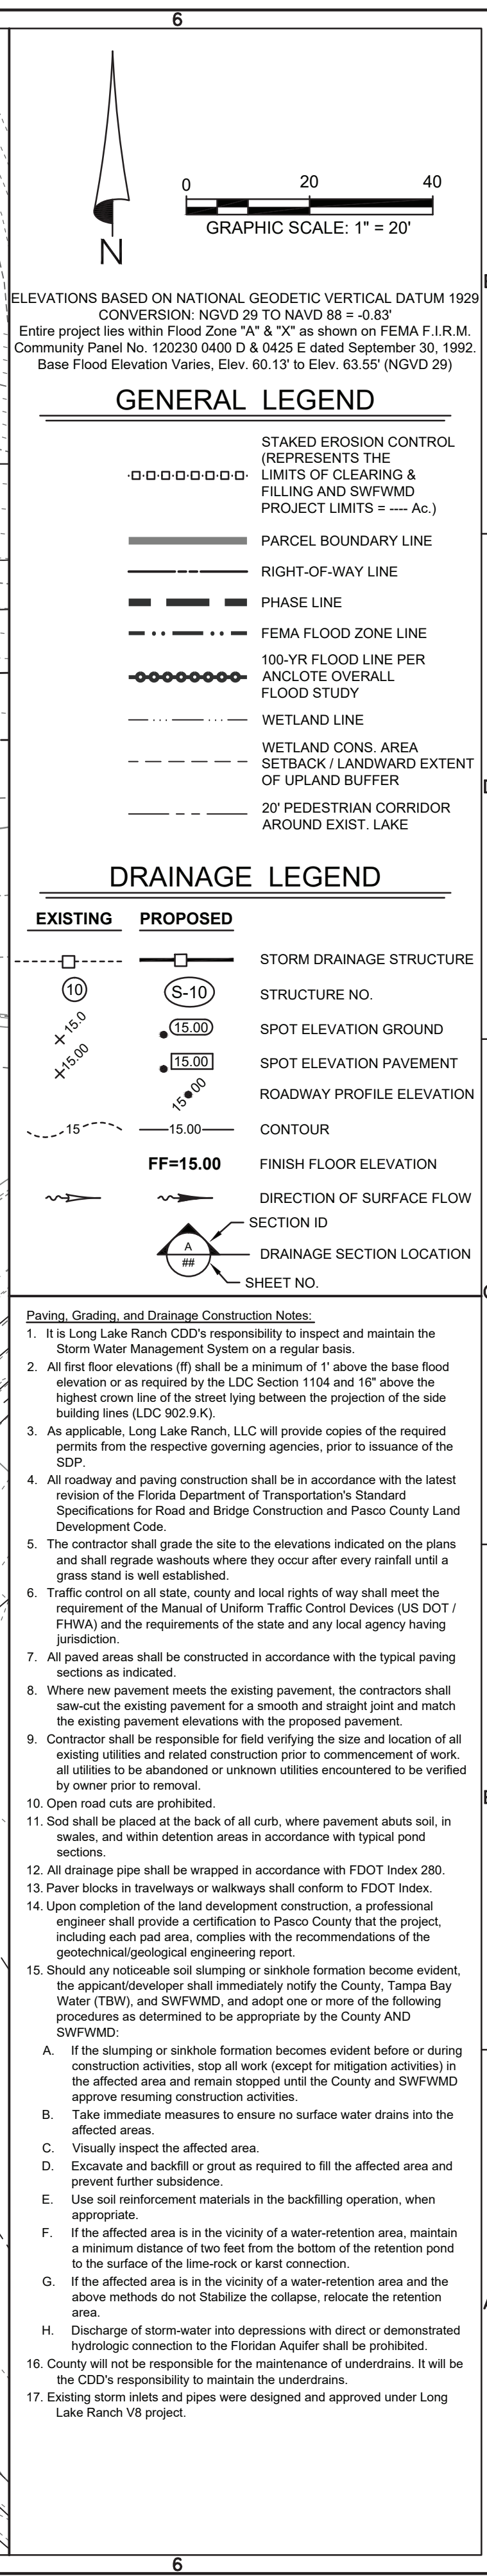 6
N
0 20 40
GRAPHIC SCALE: 1" = 20'
ELEVATIONS BASED ON NATIONAL GEODETIC VERTICAL DATUM 1929
CONVERSION: NGVD 29 TO NAVD 88 = -0.83'
Entire project lies within Flood Zone "A" & "X" as shown on FEMA F.I.R.M.
Community Panel No. 120230 0400 D & 0425 E dated September 30, 1992.
Base Flood Elevation Varies, Elev. 60.13' to Elev. 63.55' (NGVD 29)
GENERAL LEGEND
STAKED EROSION CONTROL
(REPRESENTS THE
LIMITS OF CLEARING &
FILLING AND SWFWMD
PROJECT LIMITS = ---- Ac.)
PARCEL BOUNDARY LINE
RIGHT-OF-WAY LINE
PHASE LINE
FEMA FLOOD ZONE LINE
100-YR FLOOD LINE PER
ANCLOTE OVERALL
FLOOD STUDY
WETLAND LINE
WETLAND CONS. AREA
SETBACK / LANDWARD EXTENT
OF UPLAND BUFFER
20' PEDESTRIAN CORRIDOR
AROUND EXIST. LAKE
DRAINAGE LEGEND
EXISTING PROPOSED
STORM DRAINAGE STRUCTURE
10 S-10 STRUCTURE NO.
15.0 15.00 SPOT ELEVATION GROUND
15.00 15.00 SPOT ELEVATION PAVEMENT
15 00 ROADWAY PROFILE ELEVATION
15 15.00 CONTOUR
FF=15.00 FINISH FLOOR ELEVATION
DIRECTION OF SURFACE FLOW
SECTION ID
A
## DRAINAGE SECTION LOCATION
SHEET NO.
Paving, Grading, and Drainage Construction Notes:
1. It is Long Lake Ranch CDD's responsibility to inspect and maintain the
Storm Water Management System on a regular basis.
2. All first floor elevations (ff) shall be a minimum of 1' above the base flood
elevation or as required by the LDC Section 1104 and 16" above the
highest crown line of the street lying between the projection of the side
building lines (LDC 902.9.K).
3. As applicable, Long Lake Ranch, LLC will provide copies of the required
permits from the respective governing agencies, prior to issuance of the
SDP.
4. All roadway and paving construction shall be in accordance with the latest
revision of the Florida Department of Transportation's Standard
Specifications for Road and Bridge Construction and Pasco County Land
Development Code.
5. The contractor shall grade the site to the elevations indicated on the plans
and shall regrade washouts where they occur after every rainfall until a
grass stand is well established.
6. Traffic control on all state, county and local rights of way shall meet the
requirement of the Manual of Uniform Traffic Control Devices (US DOT /
FHWA) and the requirements of the state and any local agency having
jurisdiction.
7. All paved areas shall be constructed in accordance with the typical paving
sections as indicated.
8. Where new pavement meets the existing pavement, the contractors shall
saw-cut the existing pavement for a smooth and straight joint and match
the existing pavement elevations with the proposed pavement.
9. Contractor shall be responsible for field verifying the size and location of all
existing utilities and related construction prior to commencement of work.
all utilities to be abandoned or unknown utilities encountered to be verified
by owner prior to removal.
10. Open road cuts are prohibited.
11. Sod shall be placed at the back of all curb, where pavement abuts soil, in
swales, and within detention areas in accordance with typical pond
sections.
12. All drainage pipe shall be wrapped in accordance with FDOT Index 280.
13. Paver blocks in travelways or walkways shall conform to FDOT Index.
14. Upon completion of the land development construction, a professional
engineer shall provide a certification to Pasco County that the project,
including each pad area, complies with the recommendations of the
geotechnical/geological engineering report.
15. Should any noticeable soil slumping or sinkhole formation become evident,
the appicant/developer shall immediately notify the County, Tampa Bay
Water (TBW), and SWFWMD, and adopt one or more of the following
procedures as determined to be appropriate by the County AND
SWFWMD:
A. If the slumping or sinkhole formation becomes evident before or during
construction activities, stop all work (except for mitigation activities) in
the affected area and remain stopped until the County and SWFWMD
approve resuming construction activities.
B. Take immediate measures to ensure no surface water drains into the
affected areas.
C. Visually inspect the affected area.
D. Excavate and backfill or grout as required to fill the affected area and
prevent further subsidence.
E. Use soil reinforcement materials in the backfilling operation, when
appropriate.
F. If the affected area is in the vicinity of a water-retention area, maintain
a minimum distance of two feet from the bottom of the retention pond
to the surface of the lime-rock or karst connection.
G. If the affected area is in the vicinity of a water-retention area and the
above methods do not Stabilize the collapse, relocate the retention
area.
H. Discharge of storm-water into depressions with direct or demonstrated
hydrologic connection to the Floridan Aquifer shall be prohibited.
16. County will not be responsible for the maintenance of underdrains. It will be
the CDD's responsibility to maintain the underdrains.
17. Existing storm inlets and pipes were designed and approved under Long
Lake Ranch V8 project.
6